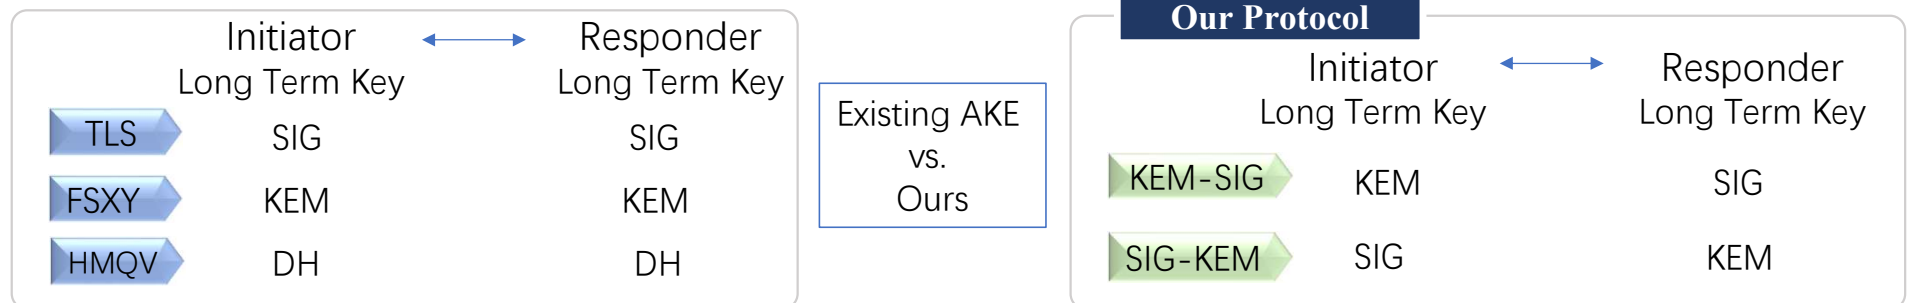 Initiator Responder
Long Term Key Long Term Key
TLS SIG SIG
FSXY KEM KEM
HMQV DH DH
Existing AKE
vs.
Ours
Our Protocol
Initiator Responder
Long Term Key Long Term Key
KEM-SIG KEM SIG
SIG-KEM SIG KEM